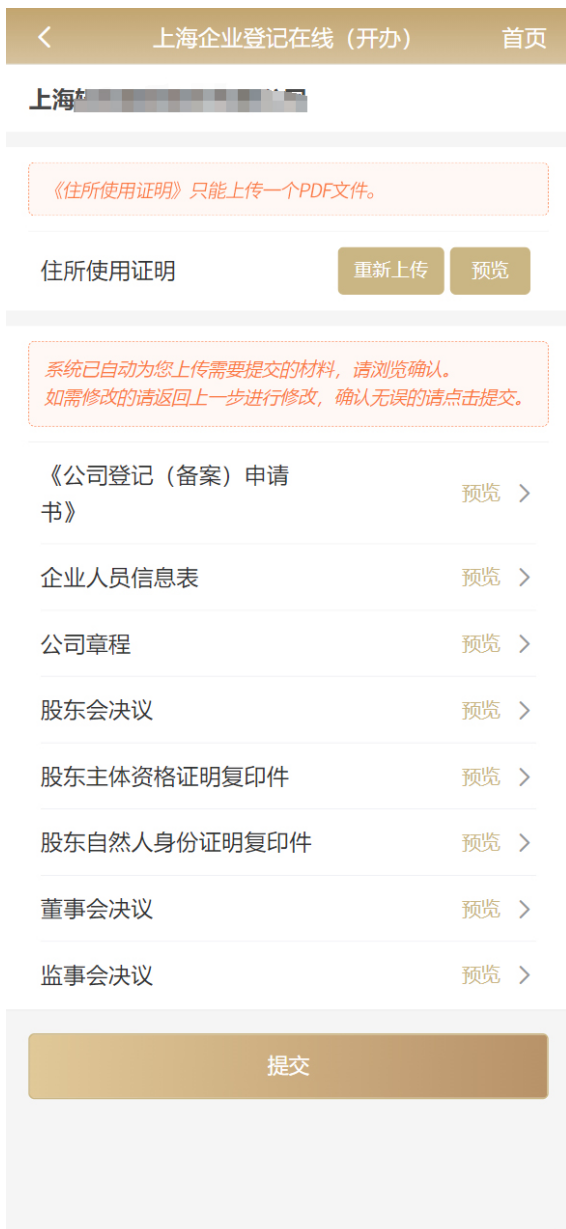 上海企业登记在线（开办）
首页
上海
《住所使用证明》只能上传一个PDF文件。
住所使用证明
重新上传
预览
系统已自动为您上传需要提交的材料，请浏览确认。
如需修改的请返回上一步进行修改，确认无误的请点击提交。
《公司登记（备案）申请
书》
预览
企业人员信息表
预览
公司章程
预览
股东会决议
预览
股东主体资格证明复印件
预览
股东自然人身份证明复印件
预览
董事会决议
预览
监事会决议
预览
提交